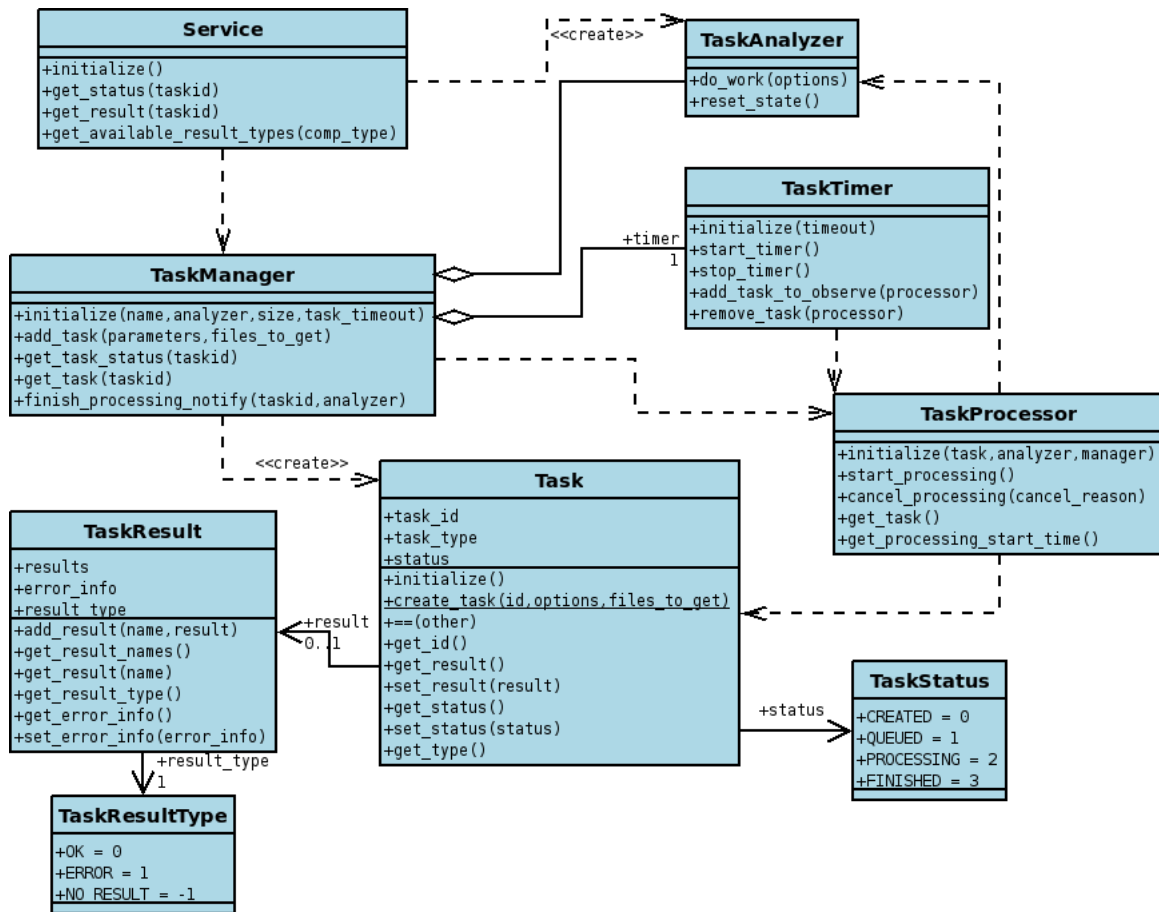 Service
+initialize()
+get_status(taskid)
+get_result(taskid)
+get_available_result_types(comp_type)
<<create>>
TaskAnalyzer
+do_work(options)
+reset_state()
TaskTimer
+initialize(timeout)
+start_timer()
+stop_timer()
+add_task_to_observe(processor)
+remove_task(processor)
+timer
1
TaskManager
+initialize(name,analyzer,size,task_timeout)
+add_task(parameters,files_to_get)
+get_task_status(taskid)
+get_task(taskid)
+finish_processing_notify(taskid,analyzer)
TaskProcessor
+initialize(task,analyzer,manager)
+start_processing()
+cancel_processing(cancel_reason)
+get_task()
+get_processing_start_time()
<<create>>
Task
+task_id
+task_type
+status
+initialize()
+create_task(id,options,files_to_get)
+==(other)
+get_id()
+get_result()
+set_result(result)
+get_status()
+set_status(status)
+get_type()
TaskResult
+results
+error_info
+result_type
+add_result(name,result)
+get_result_names()
+get_result(name)
+get_result_type()
+get_error_info()
+set_error_info(error_info)
+result
0..1
+status
TaskStatus
+CREATED = 0
+QUEUED = 1
+PROCESSING = 2
+FINISHED = 3
+result_type
1
TaskResultType
+OK = 0
+ERROR = 1
+NO_RESULT = -1